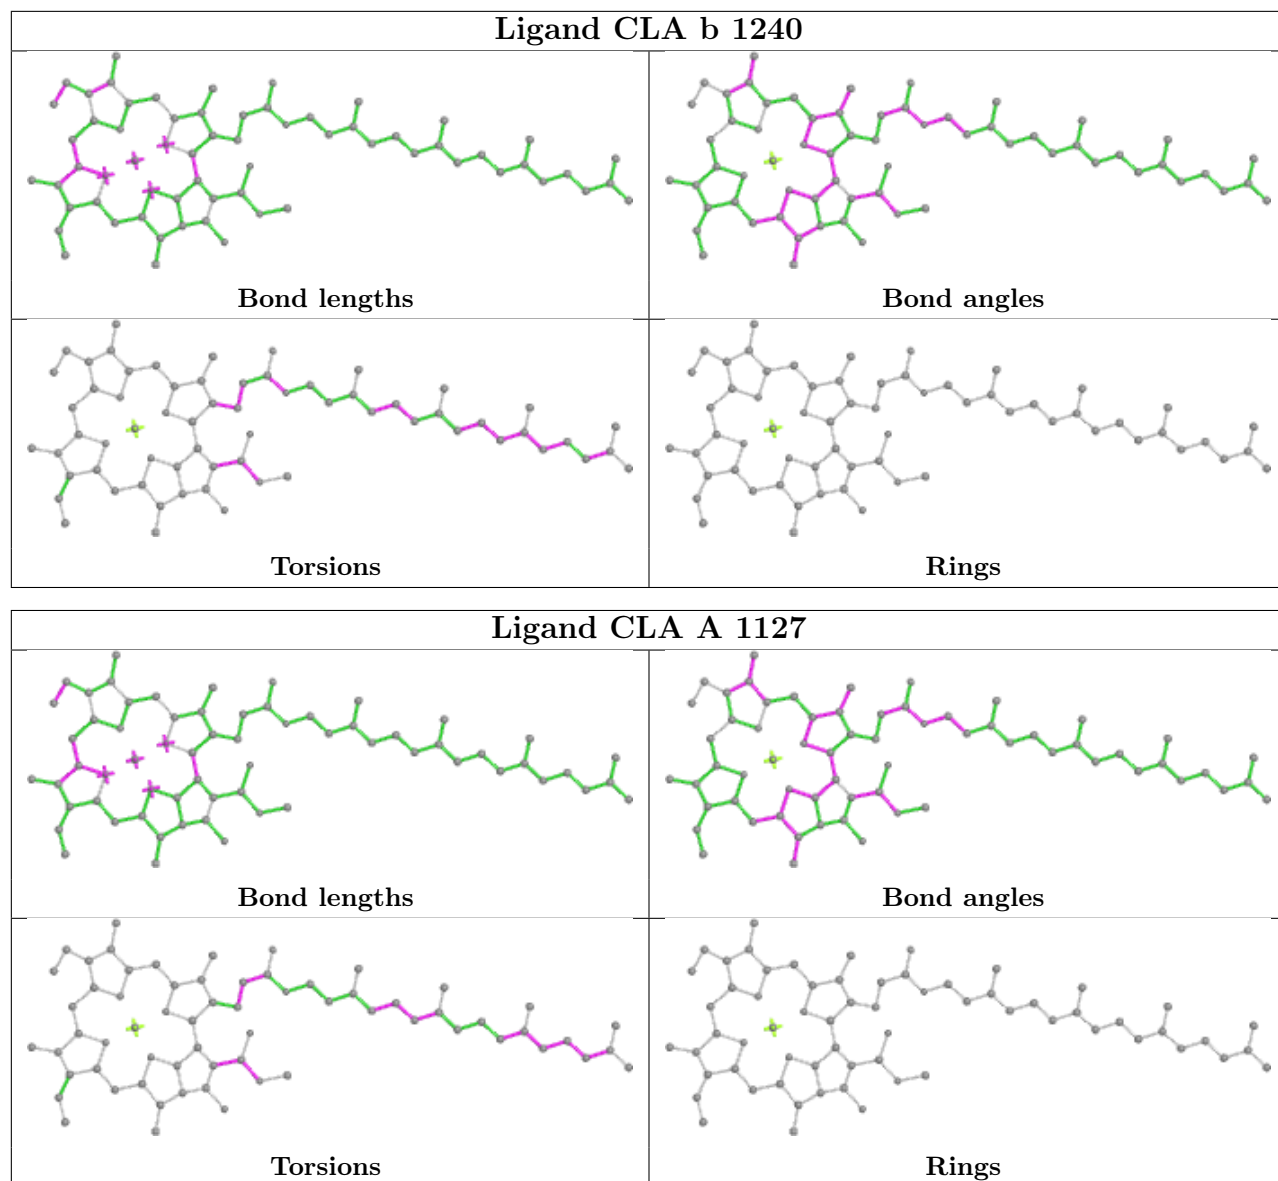 Ligand CLA b 1240
Bond lengths
Bond angles
Torsions
Rings
Ligand CLA A 1127
Bond lengths
Bond angles
Torsions
Rings